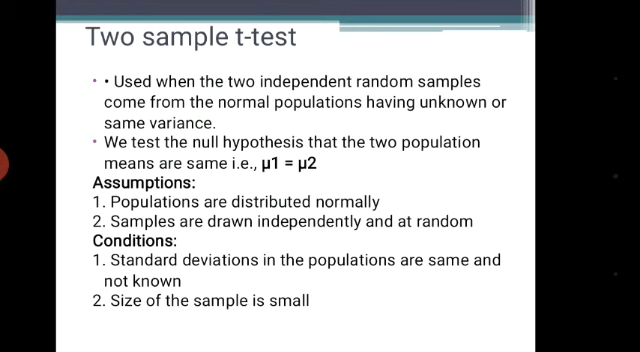 Two sample t-test
• • Used when the two independent random samples
come from the normal populations having unknown or
same variance.
• We test the null hypothesis that the two population
means are same i.e., μ1 = μ2
Assumptions:
1. Populations are distributed normally
2. Samples are drawn independently and at random
Conditions:
1. Standard deviations in the populations are same and
not known
2. Size of the sample is small